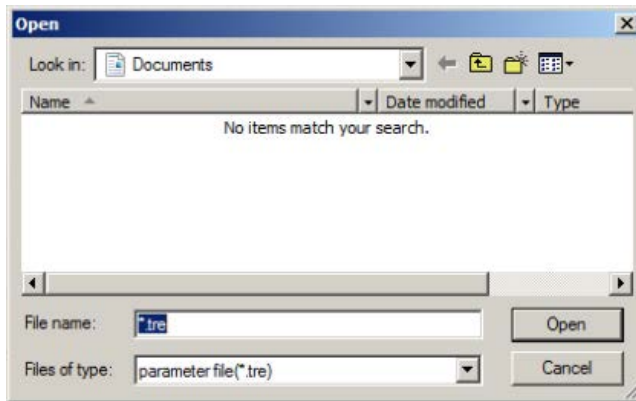 Open
Look in: Documents
Name Date modified Type
No items match your search.
File name: *.tre Open
Files of type: parameter file(*.tre) Cancel